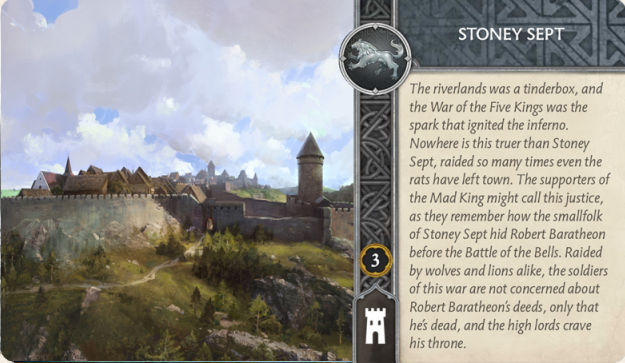 STONEY SEPT
The riverlands was a tinderbox, and
the War of the Five Kings was the
spark that ignited the inferno.
Nowhere is this truer than Stoney
Sept, raided so many times even the
rats have left town. The supporters of
the Mad King might call this justice,
as they remember how the smallfolk
of Stoney Sept hid Robert Baratheon
before the Battle of the Bells. Raided
by wolves and lions alike, the soldiers
of this war are not concerned about
Robert Baratheon's deeds, only that
he's dead, and the high lords crave
his throne.
3